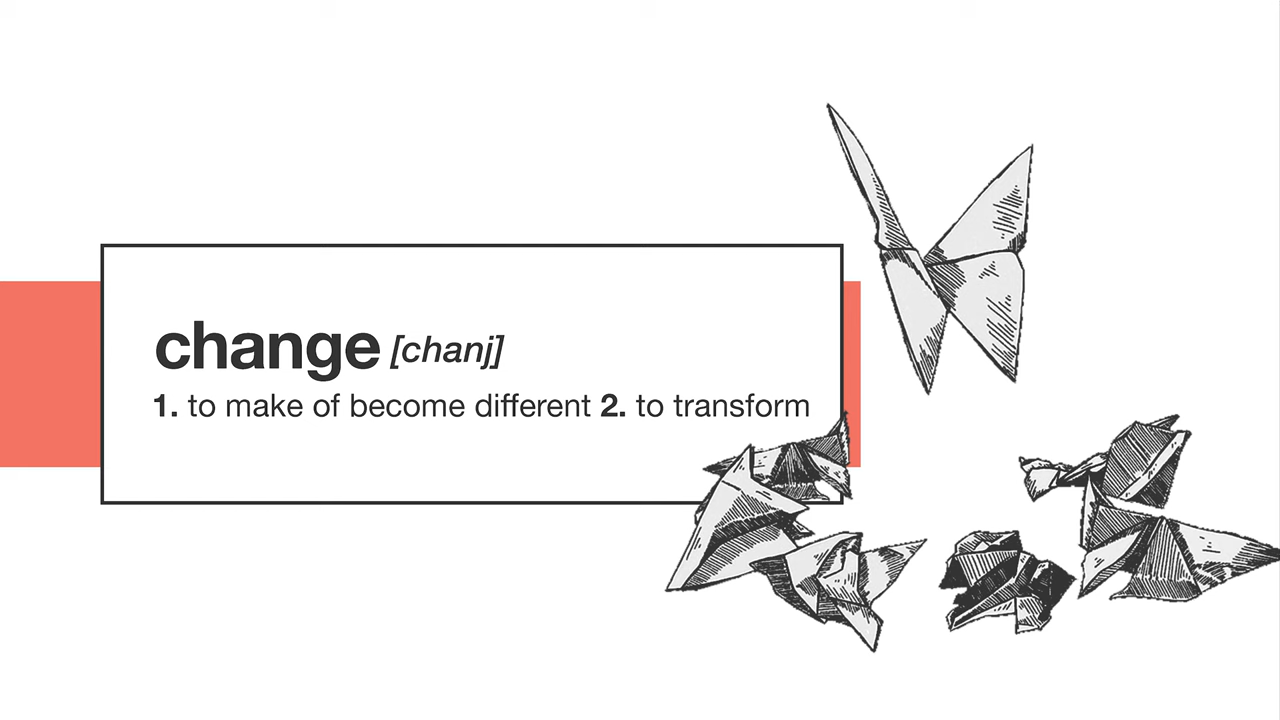 change [chanj]
1. to make of become different 2. to transform